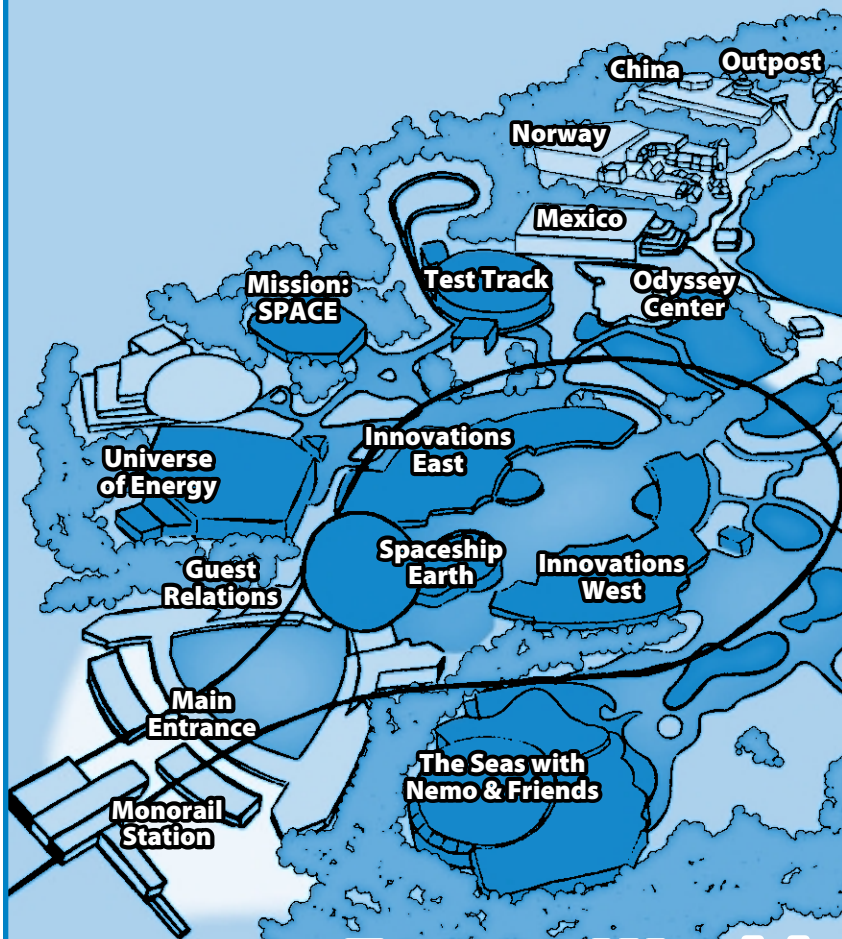 China
Outpost
Norway
Mexico
Mission:
SPACE
Test Track
Odyssey
Center
Innovations
East
Universe
of Energy
Spaceship
Earth
Innovations
West
Guest
Relations
Main
Entrance
The Seas with
Nemo & Friends
Monorail
Station